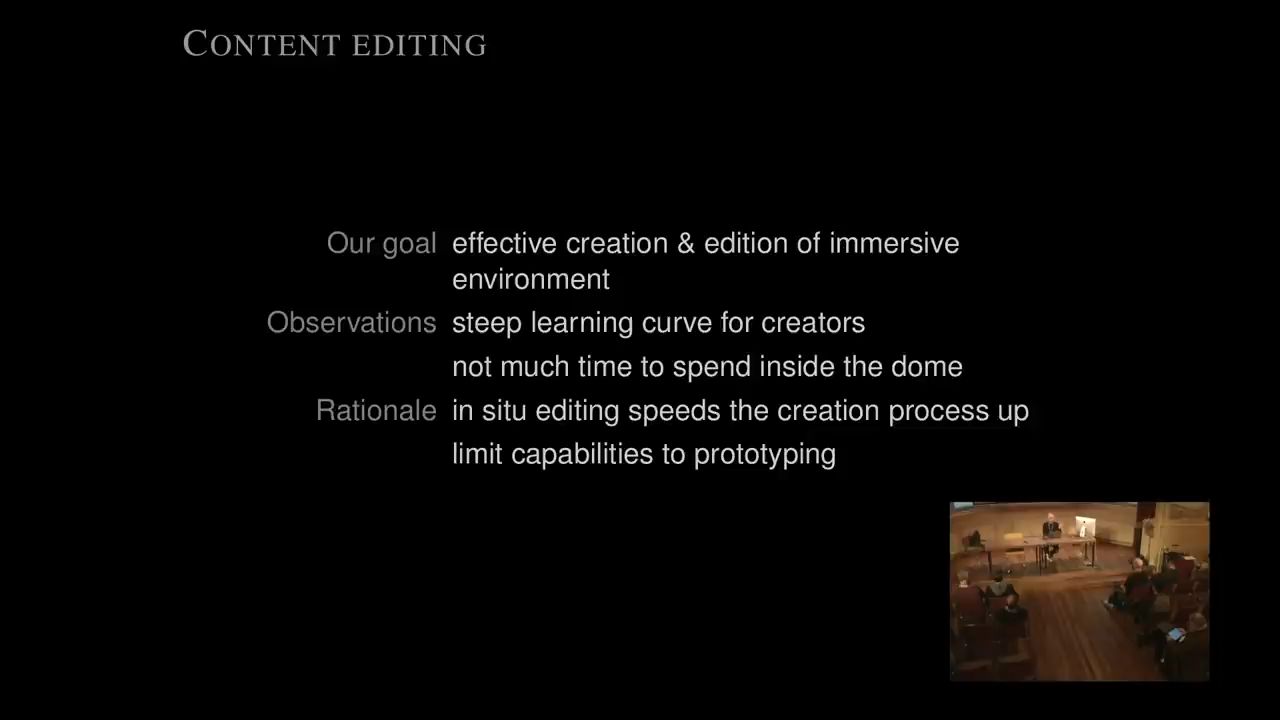 CONTENT EDITING
Our goal effective creation & edition of immersive
environment
Observations steep learning curve for creators
not much time to spend inside the dome
Rationale in situ editing speeds the creation process up
limit capabilities to prototyping